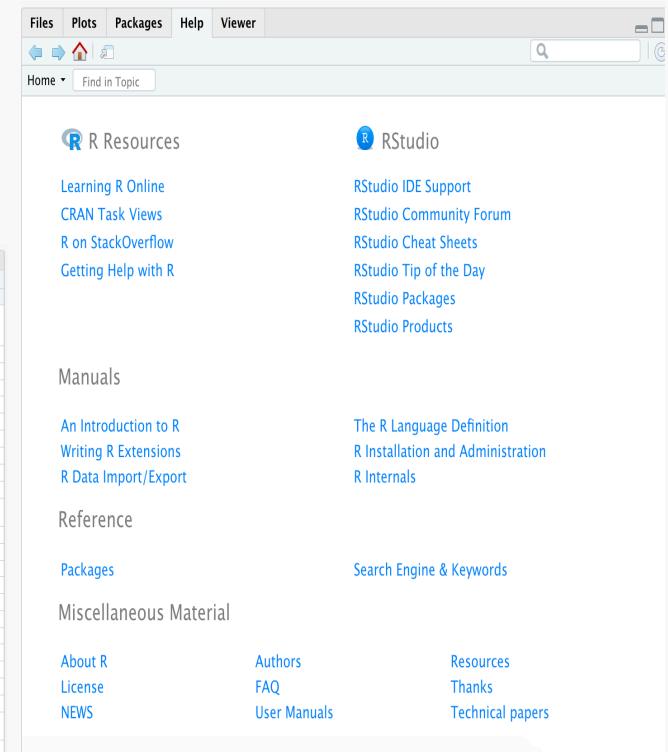 Files Plots Packages Help Viewer
Home Find in Topic
R Resources
Learning R Online
CRAN Task Views
R on StackOverflow
Getting Help with R
R RStudio
RStudio IDE Support
RStudio Community Forum
RStudio Cheat Sheets
RStudio Tip of the Day
RStudio Packages
RStudio Products
Manuals
An Introduction to R The R Language Definition
Writing R Extensions R Installation and Administration
R Data Import/Export R Internals
Reference
Packages Search Engine & Keywords
Miscellaneous Material
About R Authors Resources
License FAQ Thanks
NEWS User Manuals Technical papers